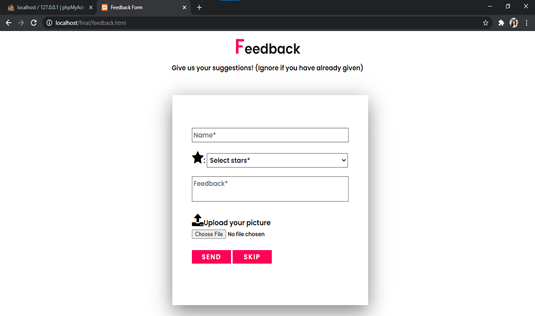 localhost / 127.0.0.1 | phpMyAd
Feedback Form
localhost/final/feedback.html
Feedback
Give us your suggestions! (Ignore if you have already given)
Name*
: Select stars*
Feedback*
Upload your picture
Choose File No file chosen
SEND SKIP